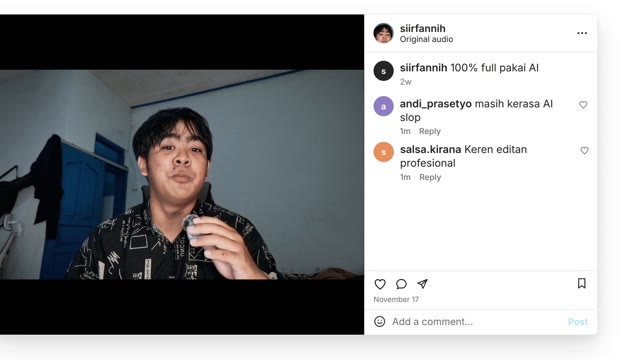 siirfannih
Original audio
s
siirfannih 100% full pakai AI
2w
a
andi_prasetyo masih kerasa AI
slop
1m Reply
s
salsa.kirana Keren editan
profesional
1m Reply
November 17
Add a comment...
Post